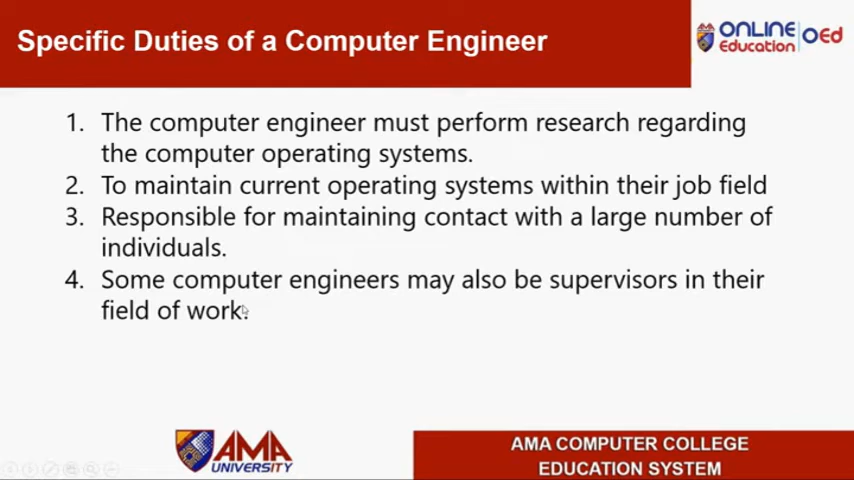 Specific Duties of a Computer Engineer
ONLINE
Education
OEd
1. The computer engineer must perform research regarding
the computer operating systems.
2. To maintain current operating systems within their job field
3. Responsible for maintaining contact with a large number of
individuals.
4. Some computer engineers may also be supervisors in their
field of work.
AMA
UNIVERSITY
AMA COMPUTER COLLEGE
EDUCATION SYSTEM